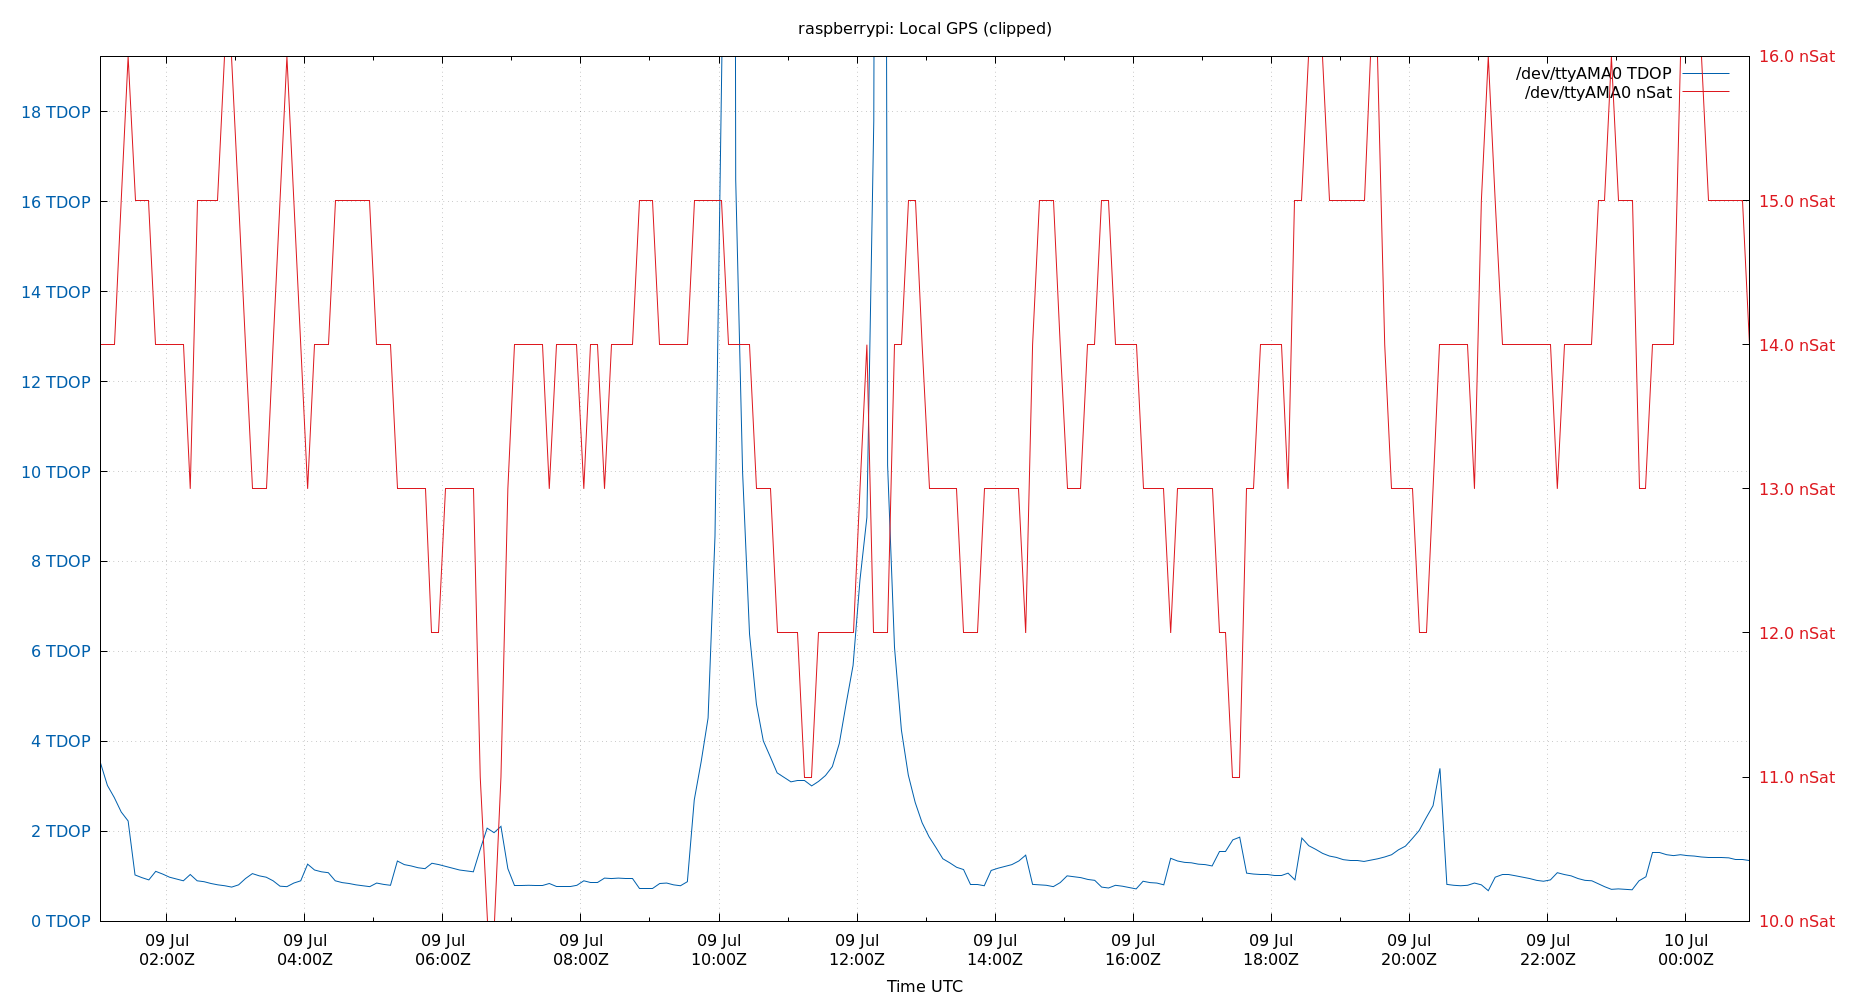 raspberrypi: Local GPS (clipped)
/dev/ttyAMA0 TDOP
/dev/ttyAMA0 nSat
18 TDOP
16 TDOP
14 TDOP
12 TDOP
10 TDOP
8 TDOP
6 TDOP
4 TDOP
2 TDOP
0 TDOP
16.0 nSat
15.0 nSat
14.0 nSat
13.0 nSat
12.0 nSat
11.0 nSat
10.0 nSat
09 Jul
02:00Z
09 Jul
04:00Z
09 Jul
06:00Z
09 Jul
08:00Z
09 Jul
10:00Z
09 Jul
12:00Z
09 Jul
14:00Z
09 Jul
16:00Z
09 Jul
18:00Z
09 Jul
20:00Z
09 Jul
22:00Z
10 Jul
00:00Z
Time UTC